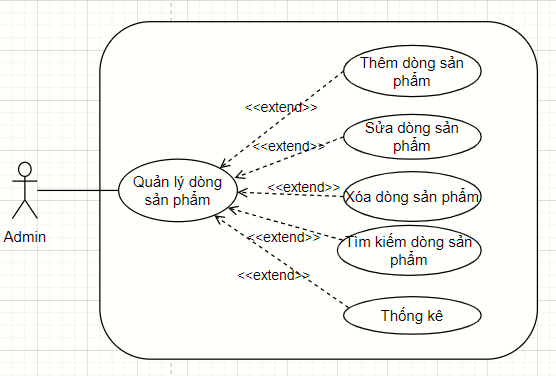 Thêm dòng sản
phẩm
<<extend>>
Sửa dòng sản
phẩm
<<extend>>
Quản lý dòng
sản phẩm
<<extend>>
Xóa dòng sản phẩm
Admin
<<extend>>
Tìm kiếm dòng sản
phẩm
<<extend>>
Thống kê